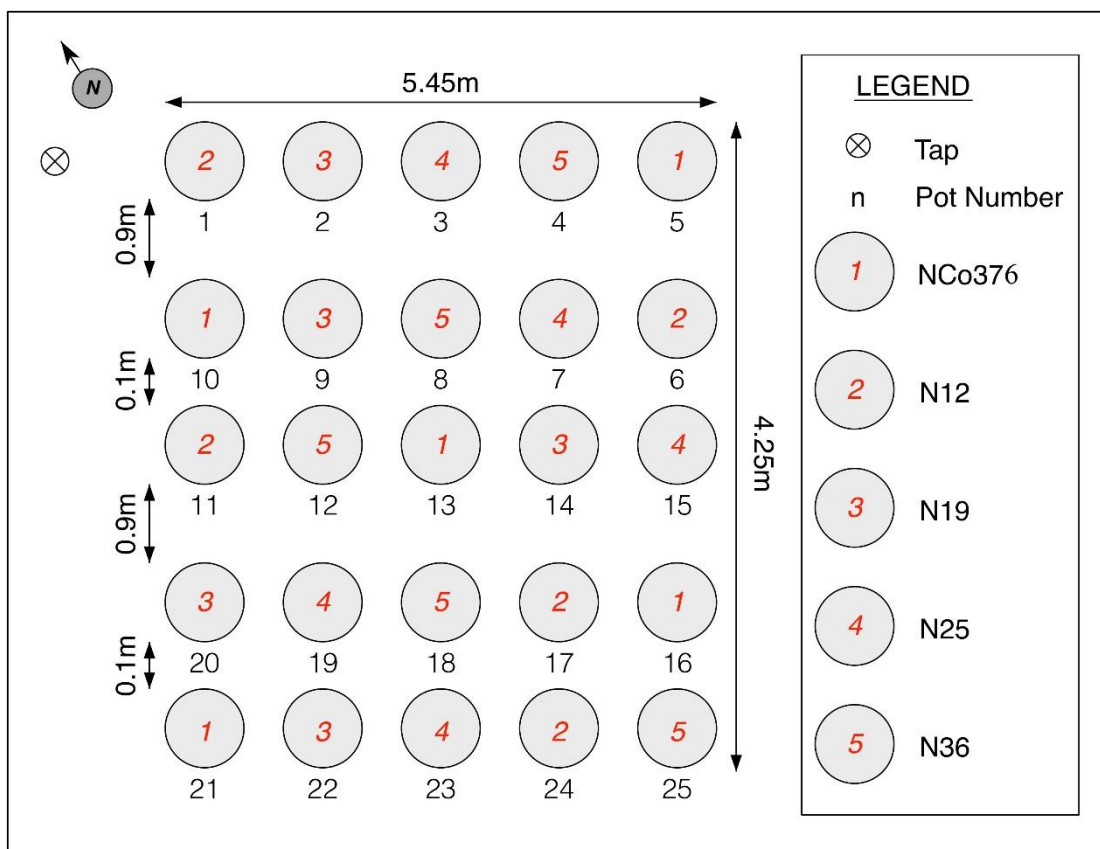 N
5.45m
2 3 4 5 1
1 2 3 4 5
0.9m
1 3 5 4 2
10 9 8 7 6
0.1m
2 5 1 3 4
11 12 13 14 15
0.9m
3 4 5 2 1
20 19 18 17 16
0.1m
1 3 4 2 5
21 22 23 24 25
4.25m
LEGEND
Tap
n Pot Number
1 NCo376
2 N12
3 N19
4 N25
5 N36